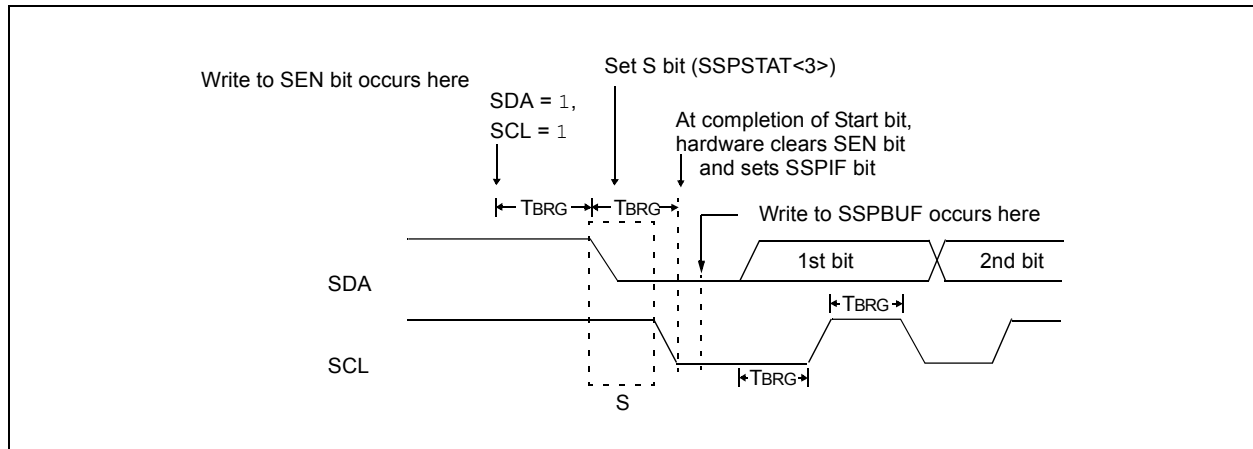 Write to SEN bit occurs here
Set S bit (SSPSTAT<3>)
SDA = 1,
SCL = 1
At completion of Start bit,
hardware clears SEN bit
and sets SSPIF bit
TBRG
TBRG
Write to SSPBUF occurs here
SDA
1st bit
2nd bit
TBRG
SCL
TBRG
S